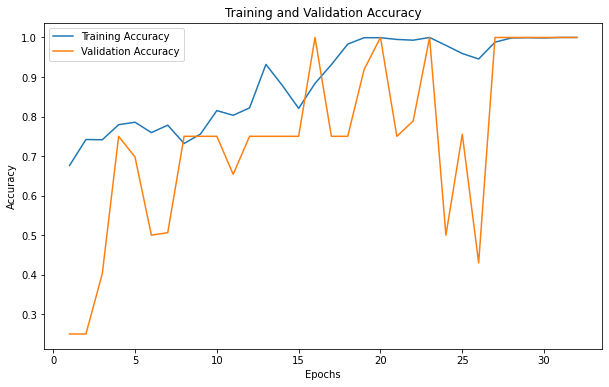 Training and Validation Accuracy
Training Accuracy
Validation Accuracy
1.0
0.9
0.8
0.7
0.6
0.5
0.4
0.3
Accuracy
0 5 10 15 20 25 30
Epochs